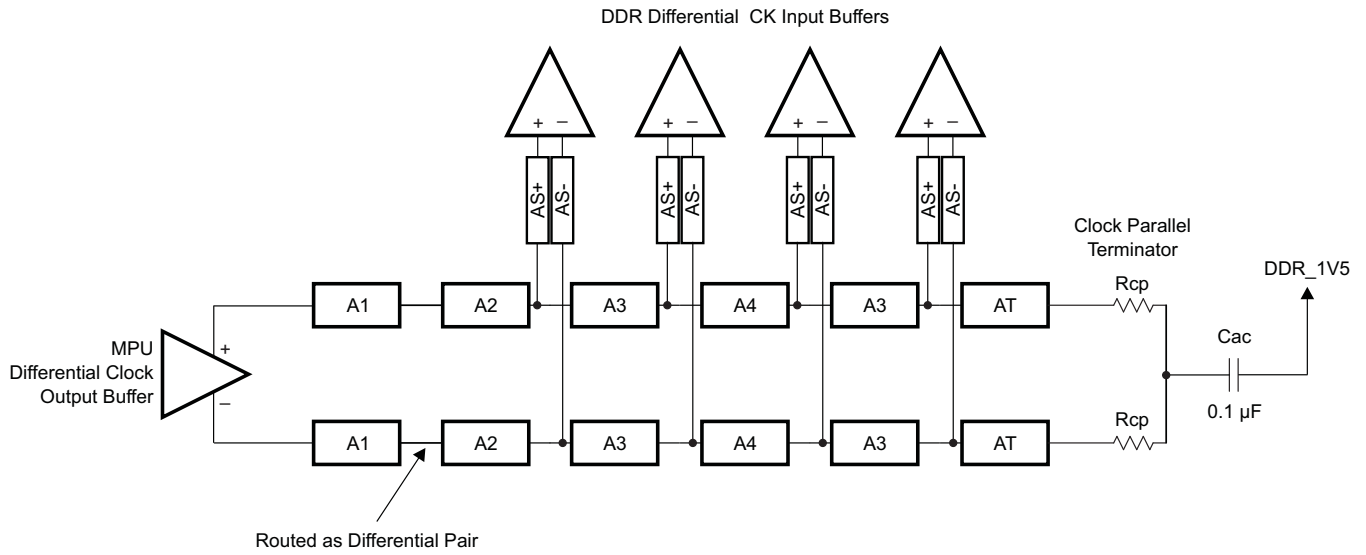 DDR Differential CK Input Buffers
+ – + – + – + –
AS+ AS- AS+ AS- AS+ AS- AS+ AS-
Clock Parallel
Terminator
DDR_1V5
A1 A2 A3 A4 A3 AT
Rcp
MPU
Differential Clock
Output Buffer
+
–
Cac
0.1 µF
A1 A2 A3 A4 A3 AT
Rcp
Routed as Differential Pair